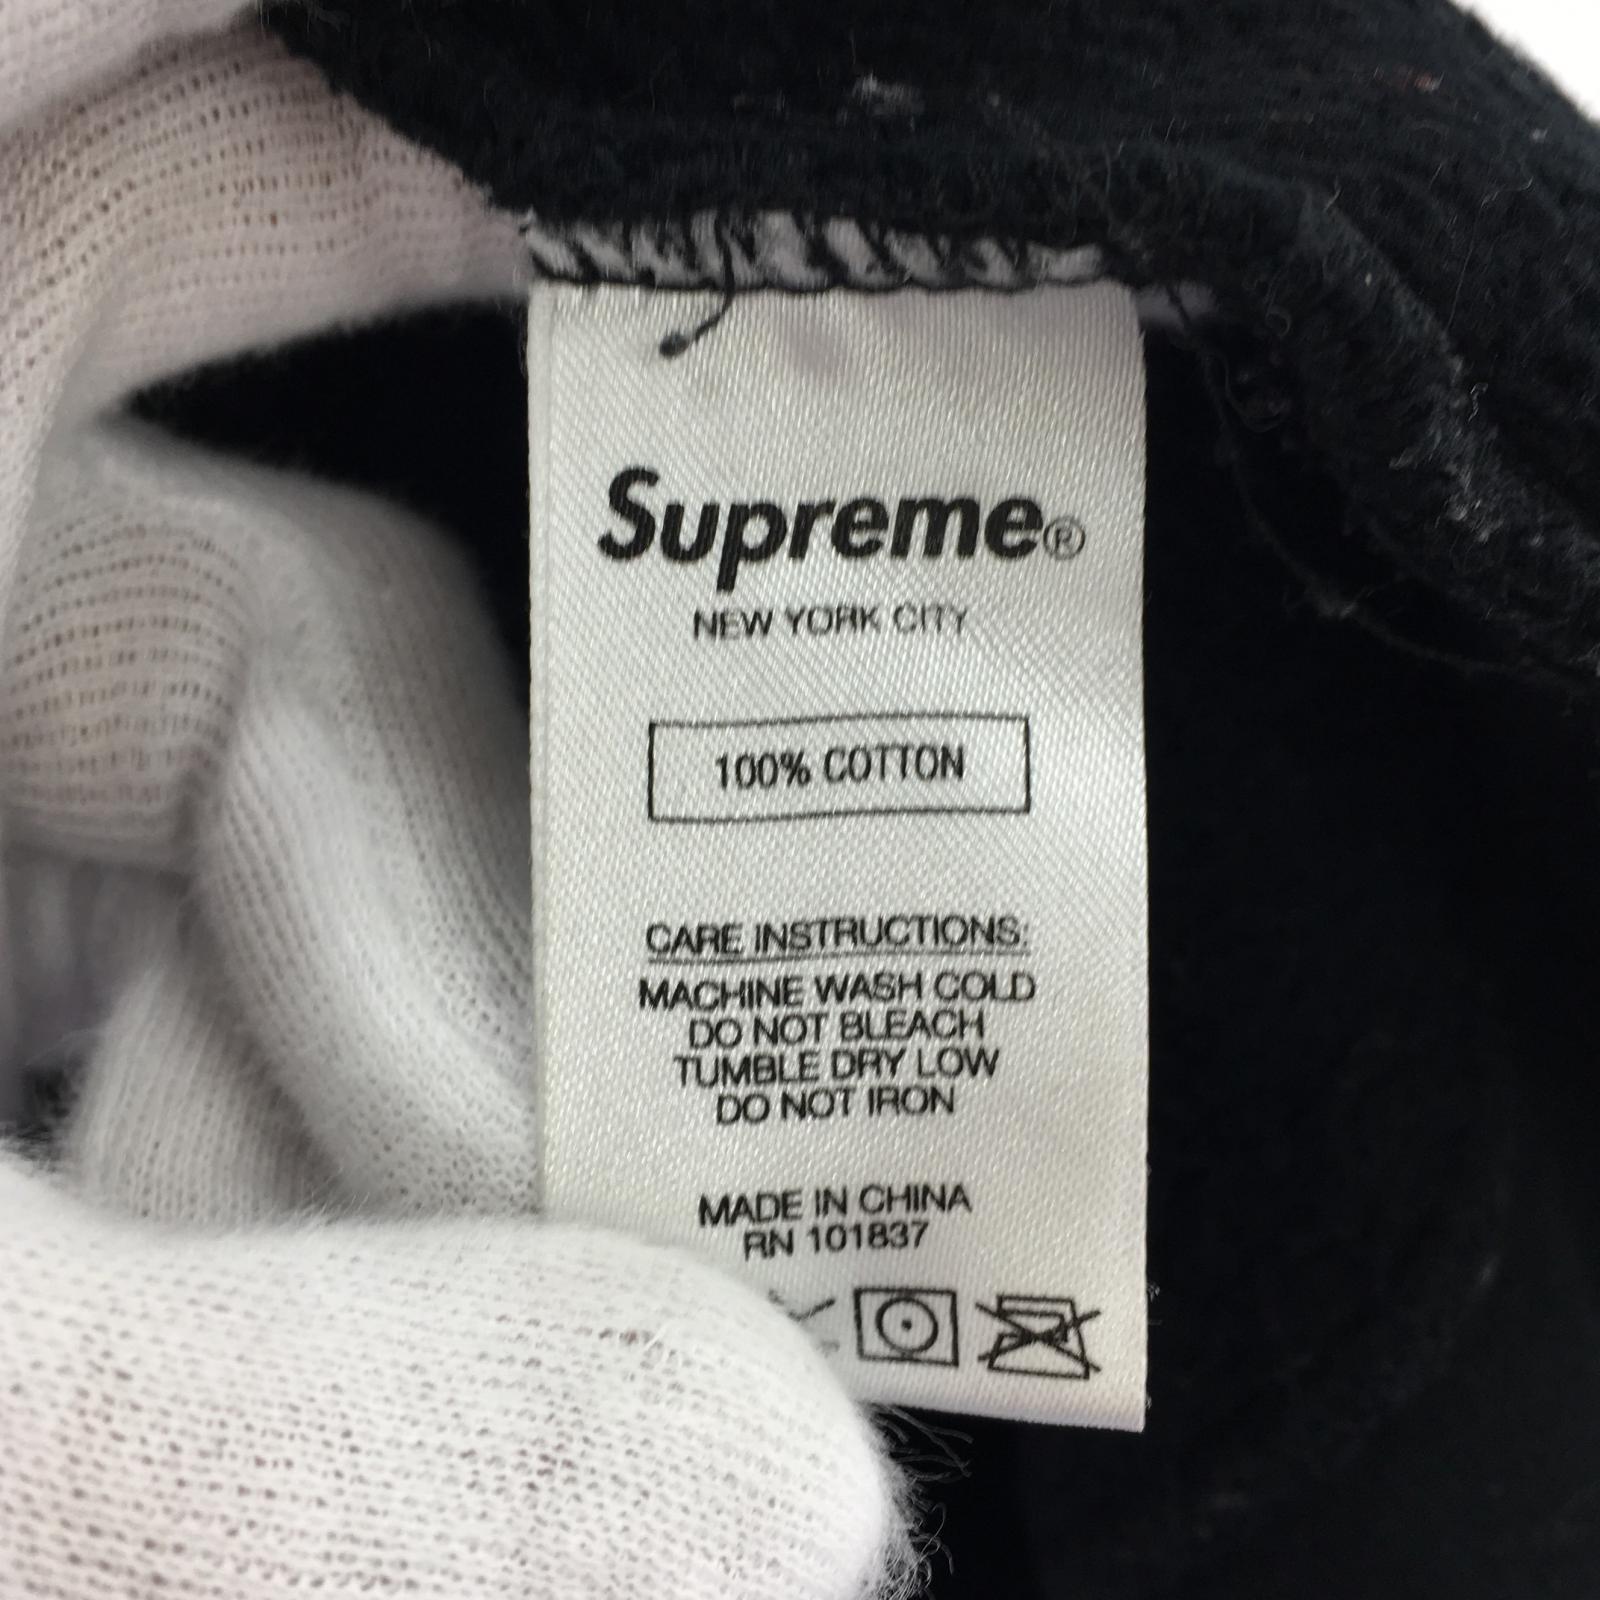 Supreme®
NEW YORK CITY
100% COTTON
CARE INSTRUCTIONS:
MACHINE WASH COLD
DO NOT BLEACH
TUMBLE DRY LOW
DO NOT IRON
MADE IN CHINA
RN 101837